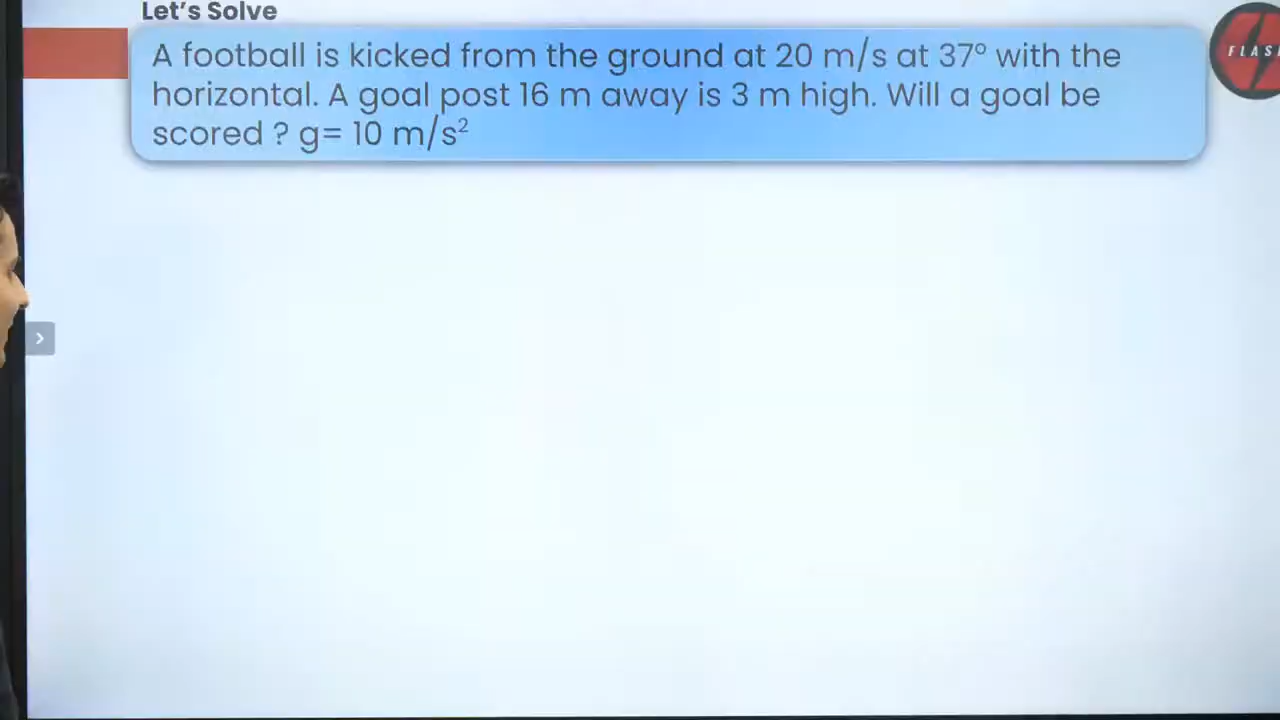 Let's Solve
A football is kicked from the ground at 20 m/s at 37° with the
horizontal. A goal post 16 m away is 3 m high. Will a goal be
scored ? g= 10 m/s²
FLAS